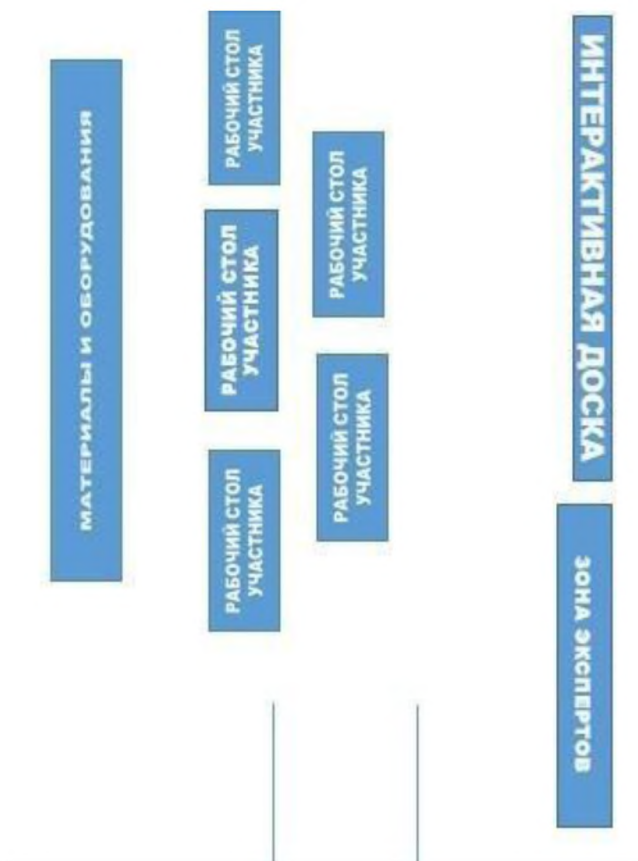 МАТЕРИАЛЫ И ОБОРУДОВАНИЯ
РАБОЧИЙ СТОЛ
УЧАСТНИКА
РАБОЧИЙ СТОЛ
УЧАСТНИКА
РАБОЧИЙ СТОЛ
УЧАСТНИКА
РАБОЧИЙ СТОЛ
УЧАСТНИКА
РАБОЧИЙ СТОЛ
УЧАСТНИКА
ИНТЕРАКТИВНАЯ ДОСКА
ЗОНА ЭКСПЕРТОВ